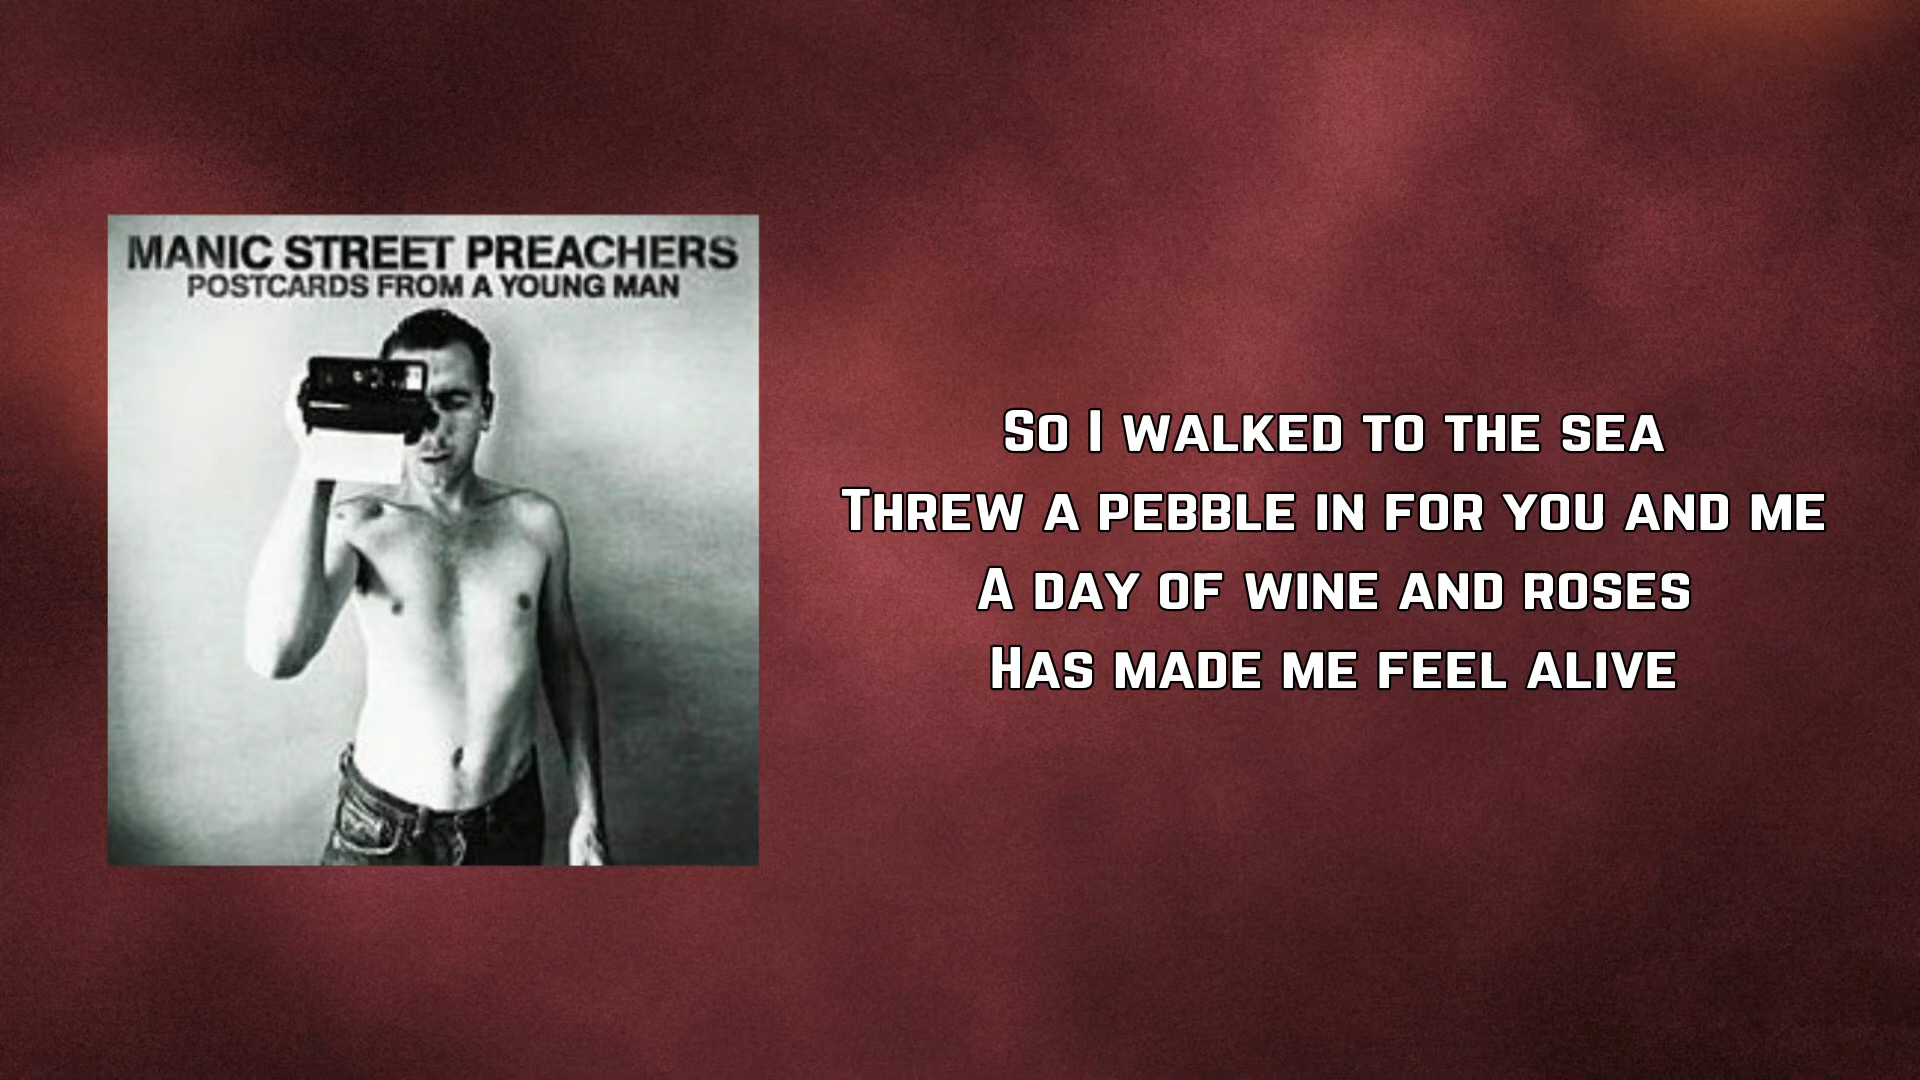 MANIC STREET PREACHERS
POSTCARDS FROM A YOUNG MAN
So I walked to the sea
Threw a pebble in for you and me
A day of wine and roses
Has made me feel alive